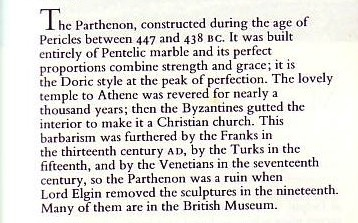 The Parthenon, constructed during the age of
Pericles between 447 and 438 BC. It was built
entirely of Pentelic marble and its perfect
proportions combine strength and grace; it is
the Doric style at the peak of perfection. The lovely
temple to Athene was revered for nearly a
thousand years; then the Byzantines gutted the
interior to make it a Christian church. This
barbarism was furthered by the Franks in
the thirteenth century AD, by the Turks in the
fifteenth, and by the Venetians in the seventeenth
century, so the Parthenon was a ruin when
Lord Elgin removed the sculptures in the nineteenth.
Many of them are in the British Museum.